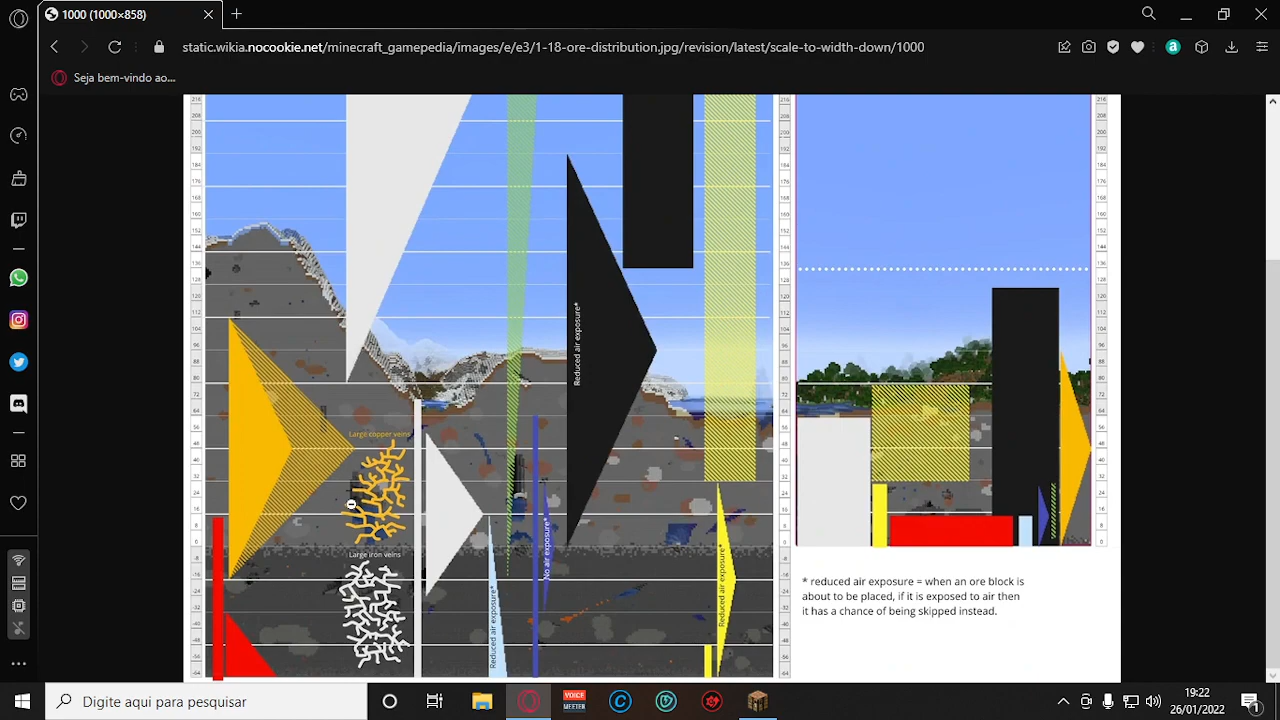 1000 (1000×858)
static.wikia.nocookie.net/minecraft_gamepedia/images/e/e3/1-18-ore-distribution.jpg/revision/latest/scale-to-width-down/1000
Seja bem-vindo ao...
Reduced air exposure*
Large copper veins
Large iron veins
Reduced air exposure*
air exposure*
Reduced air exposure*
* reduced air exposure = when an ore block is
about to be placed, if it is exposed to air then
it has a chance of being skipped instead.
Digite aqui para pesquisar
VOICE
MEETER
19:22
26/01/2022